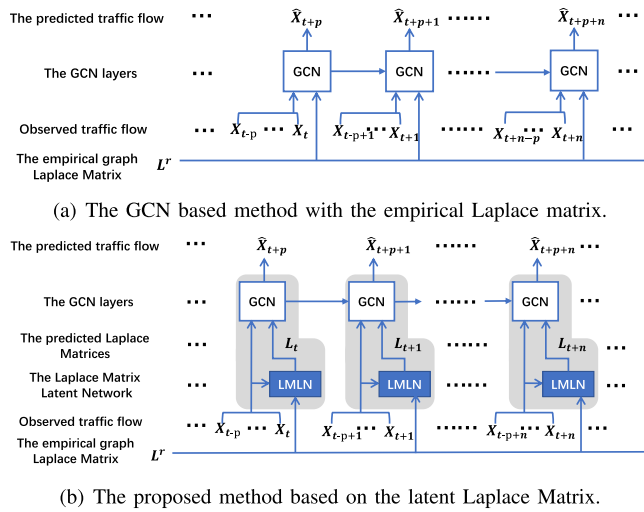 The predicted traffic flow ... X̂t+p X̂t+p+1 ...... X̂t+p+n
The GCN layers ... GCN GCN ...... GCN
Observed traffic flow ... Xt-p ... Xt Xt-p+1 ... Xt+1 ...... Xt+n-p ... Xt+n ...
The empirical graph
Laplace Matrix L^r
(a) The GCN based method with the empirical Laplace matrix.
The predicted traffic flow ... X̂t+p X̂t+p+1 ...... X̂t+p+n ...
The GCN layers ... GCN GCN ...... GCN ...
The predicted Laplace
Matrices ... Lt Lt+1 ...... Lt+n ...
The Laplace Matrix
Latent Network ... LMLN LMLN ...... LMLN ...
Observed traffic flow ... Xt-p ... Xt Xt-p+1 ... Xt+1 ...... Xt-p+n ... Xt+n ...
The empirical graph
Laplace Matrix L^r
(b) The proposed method based on the latent Laplace Matrix.